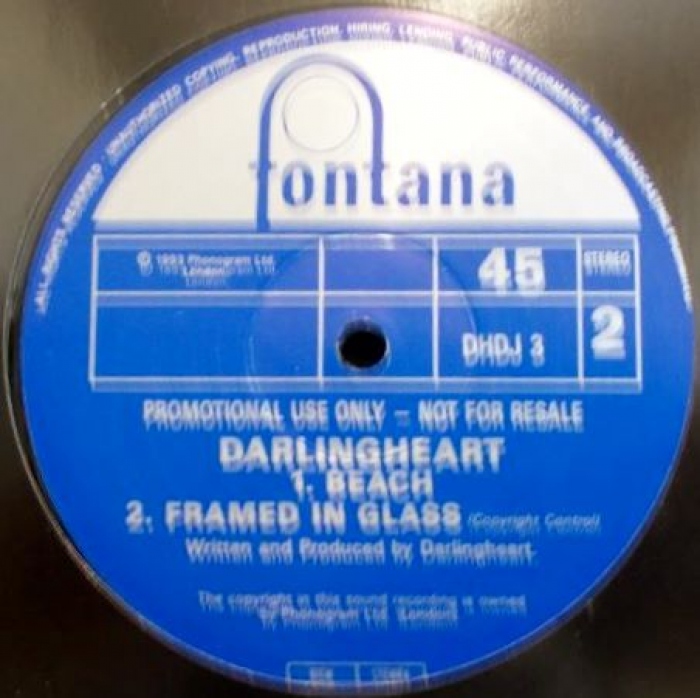 ALL RIGHTS RESERVED · UNAUTHORIZED COPYING, REPRODUCTION, HIRING, LENDING, PUBLIC PERFORMANCE AND BROADCASTING
fontana
© 1993 Phonogram Ltd.
London
45
STEREO
DHDJ 3
2
PROMOTIONAL USE ONLY – NOT FOR RESALE
DARLINGHEART
1. BEACH
2. FRAMED IN GLASS (Copyright Control)
Written and Produced by Darlingheart
The copyright in this sound recording is owned
by Phonogram Ltd. (London)